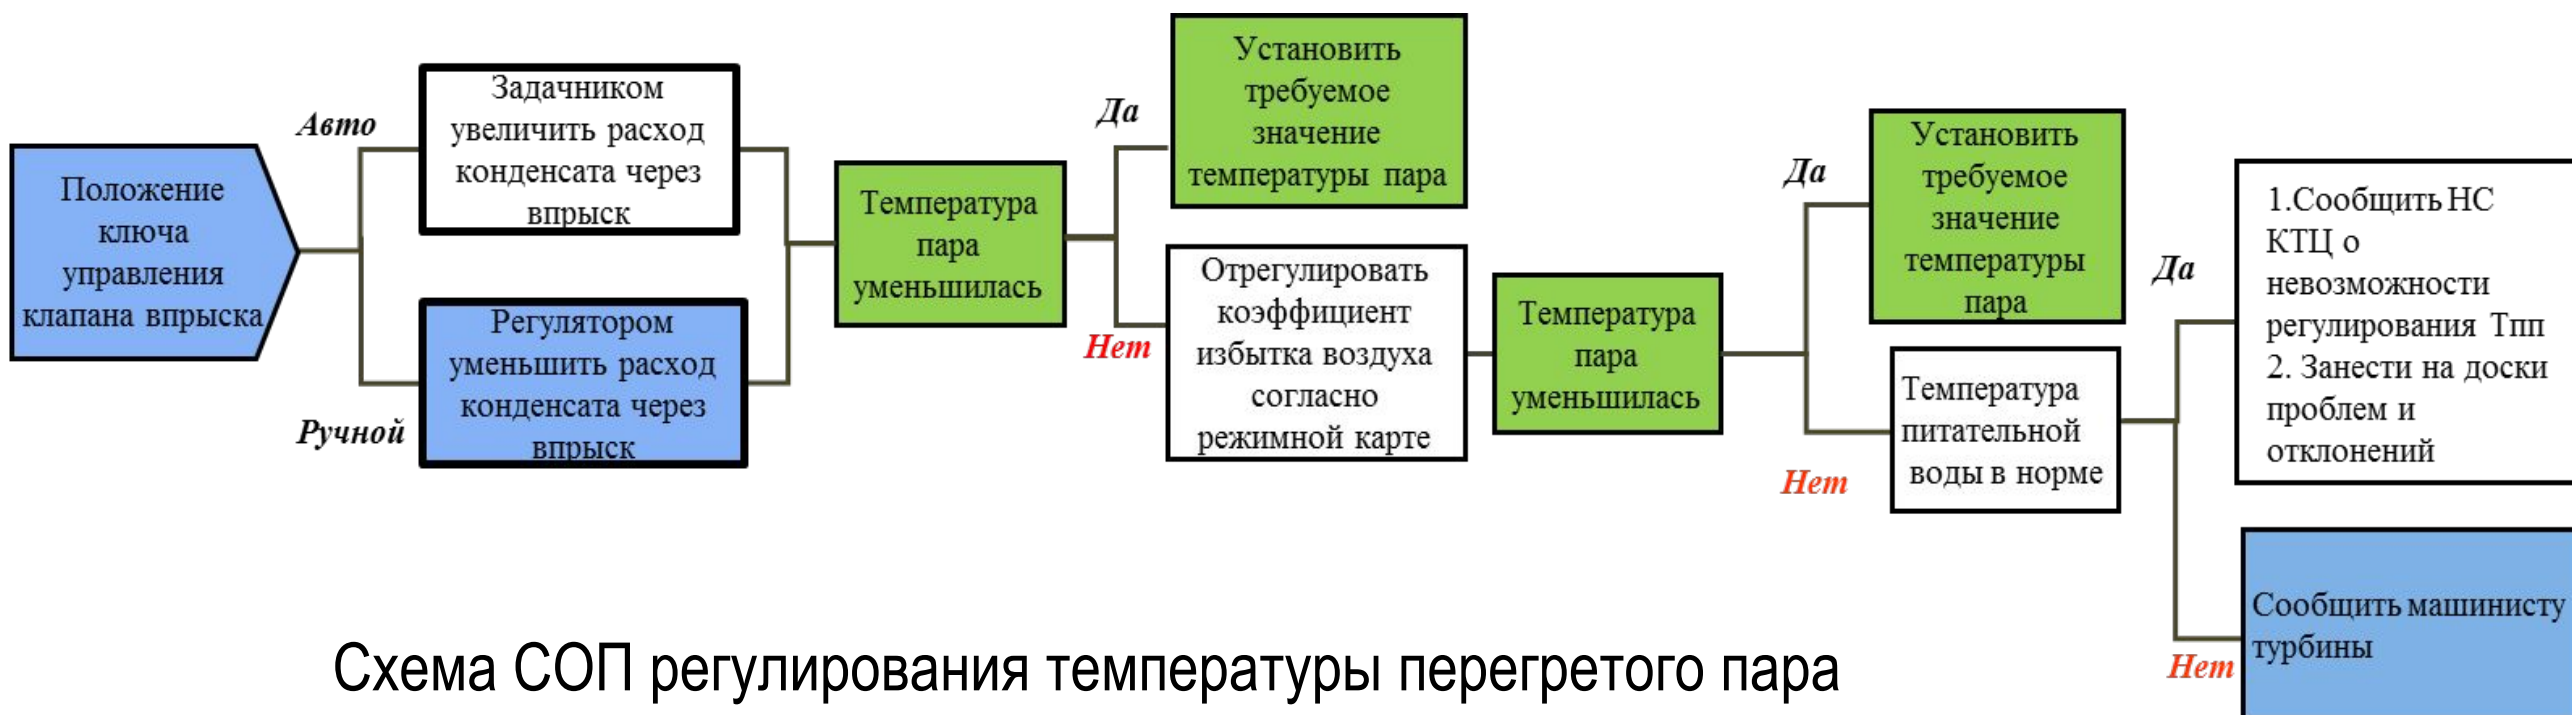 Положение
ключа
управления
клапана впрыска
Авто
Задачником
увеличить расход
конденсата через
впрыск
Ручной
Регулятором
уменьшить расход
конденсата через
впрыск
Температура
пара
уменьшилась
Да
Установить
требуемое
значение
температуры пара
Нет
Отрегулировать
коэффициент
избытка воздуха
согласно
режимной карте
Температура
пара
уменьшилась
Да
Установить
требуемое
значение
температуры
пара
Нет
Температура
питательной
воды в норме
Да
1.Сообщить НС
КТЦ о
невозможности
регулирования Тпп
2. Занести на доски
проблем и
отклонений
Нет
Сообщить машинисту
турбины
Схема СОП регулирования температуры перегретого пара